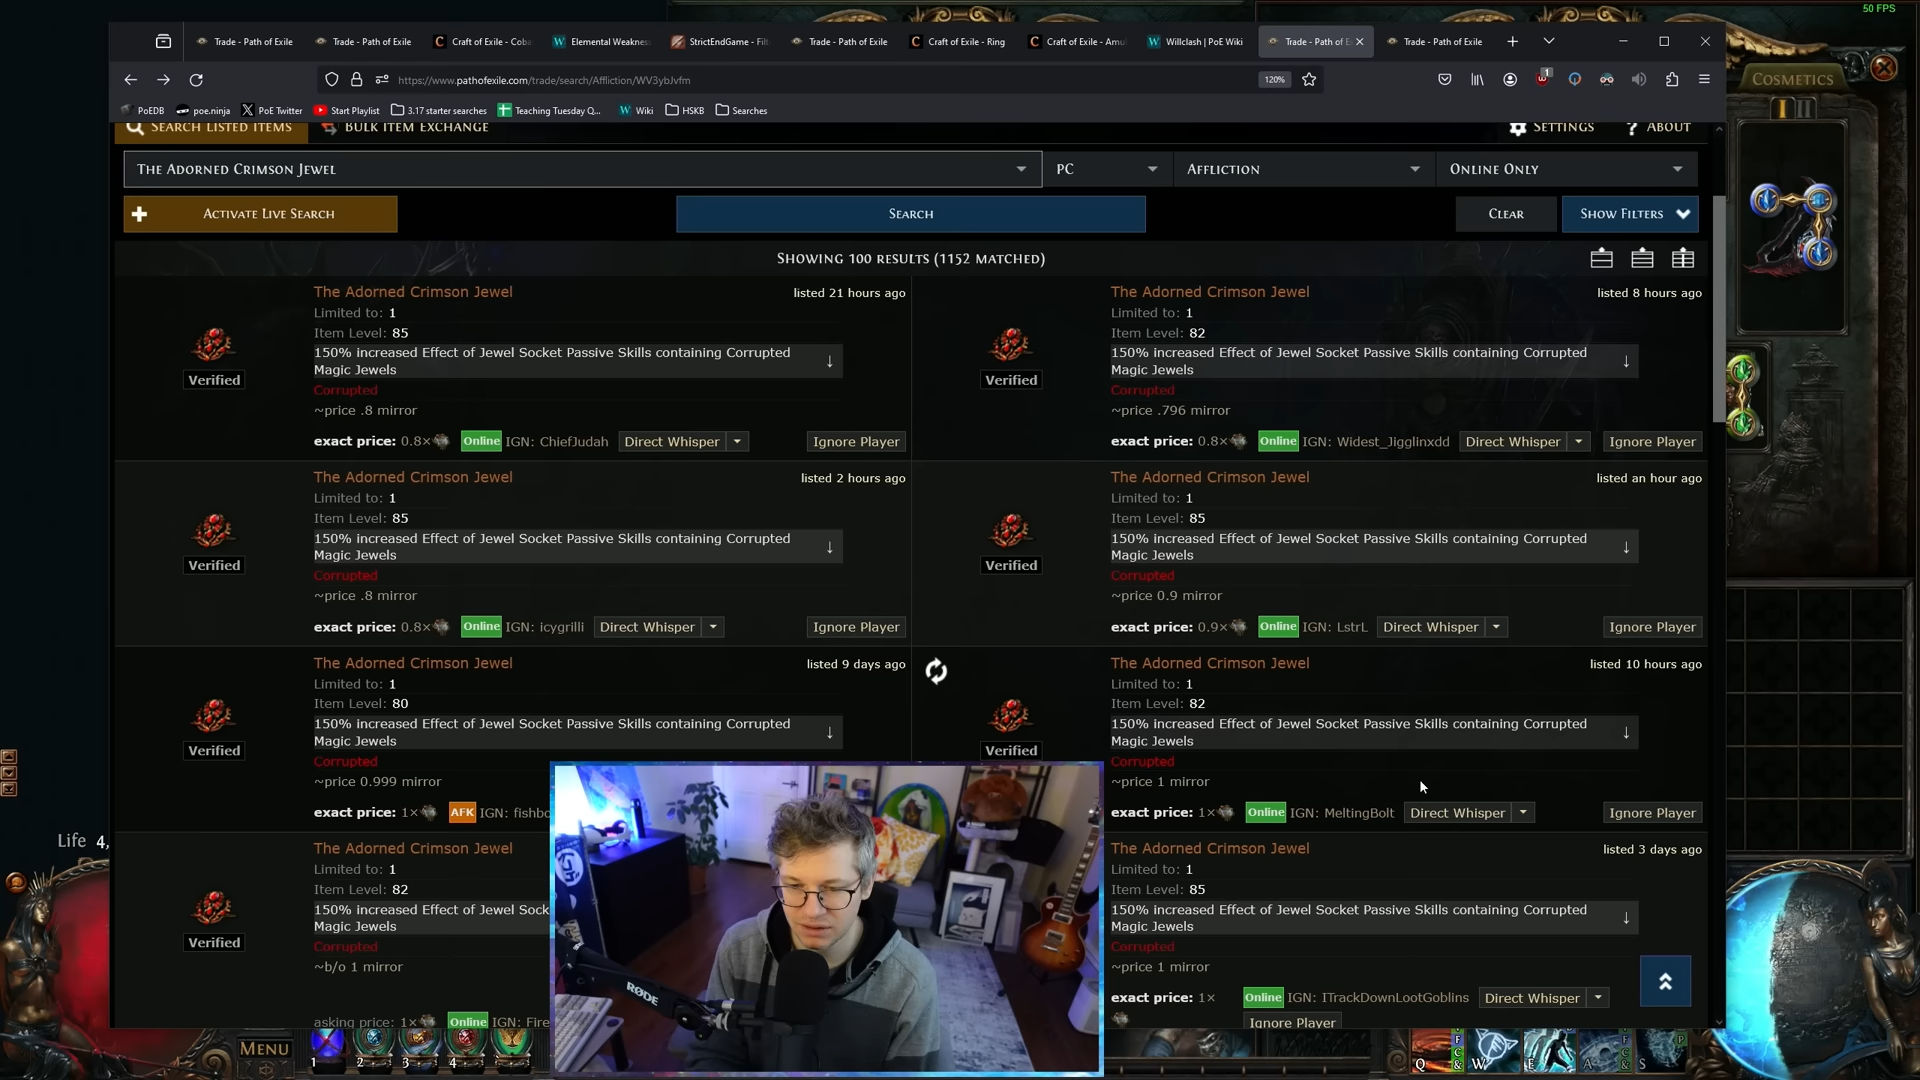 50 FPS
Trade - Path of Exile
Trade - Path of Exile
Craft of Exile - Coba
Elemental Weakness
StrictEndGame - Filt
Trade - Path of Exile
Craft of Exile - Ring
Craft of Exile - Amu
Willclash | PoE Wiki
Trade - Path of E
Trade - Path of Exile
https://www.pathofexile.com/trade/search/Affliction/WV3ybJvfm
120%
1
PoEDB
poe.ninja
PoE Twitter
Start Playlist
3.17 starter searches
Teaching Tuesday Q...
Wiki
HSKB
Searches
Cosmetics
I II
Search Listed Items
Bulk Item Exchange
Settings
? About
The Adorned Crimson Jewel
PC
Affliction
Online Only
Activate Live Search
Search
Clear
Show Filters
Showing 100 results (1152 matched)
The Adorned Crimson Jewel
listed 21 hours ago
Limited to: 1
Item Level: 85
150% increased Effect of Jewel Socket Passive Skills containing Corrupted
Magic Jewels
Verified
Corrupted
~price .8 mirror
exact price: 0.8×
Online IGN: ChiefJudah
Direct Whisper
Ignore Player
The Adorned Crimson Jewel
listed 8 hours ago
Limited to: 1
Item Level: 82
150% increased Effect of Jewel Socket Passive Skills containing Corrupted
Magic Jewels
Verified
Corrupted
~price .796 mirror
exact price: 0.8×
Online IGN: Widest_Jigglinxdd
Direct Whisper
Ignore Player
The Adorned Crimson Jewel
listed 2 hours ago
Limited to: 1
Item Level: 85
150% increased Effect of Jewel Socket Passive Skills containing Corrupted
Magic Jewels
Verified
Corrupted
~price .8 mirror
exact price: 0.8×
Online IGN: icygrilli
Direct Whisper
Ignore Player
The Adorned Crimson Jewel
listed an hour ago
Limited to: 1
Item Level: 85
150% increased Effect of Jewel Socket Passive Skills containing Corrupted
Magic Jewels
Verified
Corrupted
~price 0.9 mirror
exact price: 0.9×
Online IGN: LstrL
Direct Whisper
Ignore Player
The Adorned Crimson Jewel
listed 9 days ago
Limited to: 1
Item Level: 80
150% increased Effect of Jewel Socket Passive Skills containing Corrupted
Magic Jewels
Verified
Corrupted
~price 0.999 mirror
exact price: 1×
AFK IGN: fishbo
The Adorned Crimson Jewel
listed 10 hours ago
Limited to: 1
Item Level: 82
150% increased Effect of Jewel Socket Passive Skills containing Corrupted
Magic Jewels
Verified
Corrupted
~price 1 mirror
exact price: 1×
Online IGN: MeltingBolt
Direct Whisper
Ignore Player
Life 4,
The Adorned Crimson Jewel
Limited to: 1
Item Level: 82
150% increased Effect of Jewel Sock
Magic Jewels
Verified
Corrupted
~b/o 1 mirror
asking price: 1×
Online IGN: Fire
The Adorned Crimson Jewel
listed 3 days ago
Limited to: 1
Item Level: 85
150% increased Effect of Jewel Socket Passive Skills containing Corrupted
Magic Jewels
Corrupted
~price 1 mirror
exact price: 1×
Online IGN: ITrackDownLootGoblins
Direct Whisper
Ignore Player
RØDE
Menu
1 2 3 4
Q W E A S